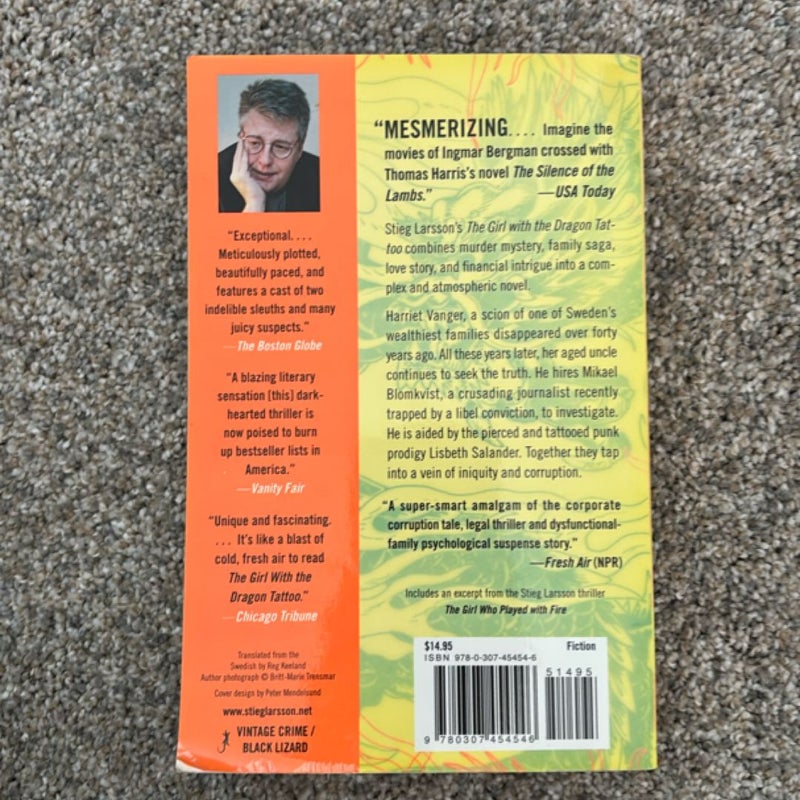 "Exceptional. . . .
Meticulously plotted,
beautifully paced, and
features a cast of two
indelible sleuths and many
juicy suspects."
—The Boston Globe
"A blazing literary
sensation [this] dark-
hearted thriller is
now poised to burn
up bestseller lists in
America."
—Vanity Fair
"Unique and fascinating.
. . . It's like a blast of
cold, fresh air to read
The Girl With the
Dragon Tattoo."
—Chicago Tribune
Translated from the
Swedish by Reg Keeland
Author photograph © Britt-Marie Trensmar
Cover design by Peter Mendelsund
www.stieglarsson.net
VINTAGE CRIME /
BLACK LIZARD
"MESMERIZING. . . . Imagine the
movies of Ingmar Bergman crossed with
Thomas Harris's novel The Silence of the
Lambs." —USA Today
Stieg Larsson's The Girl with the Dragon Tat-
too combines murder mystery, family saga,
love story, and financial intrigue into a com-
plex and atmospheric novel.
Harriet Vanger, a scion of one of Sweden's
wealthiest families disappeared over forty
years ago. All these years later, her aged uncle
continues to seek the truth. He hires Mikael
Blomkvist, a crusading journalist recently
trapped by a libel conviction, to investigate.
He is aided by the pierced and tattooed punk
prodigy Lisbeth Salander. Together they tap
into a vein of iniquity and corruption.
"A super-smart amalgam of the corporate
corruption tale, legal thriller and dysfunctional-
family psychological suspense story."
—Fresh Air (NPR)
Includes an excerpt from the Stieg Larsson thriller
The Girl Who Played with Fire
$14.95 Fiction
ISBN 978-0-307-45454-6
51495
9 780307 454546